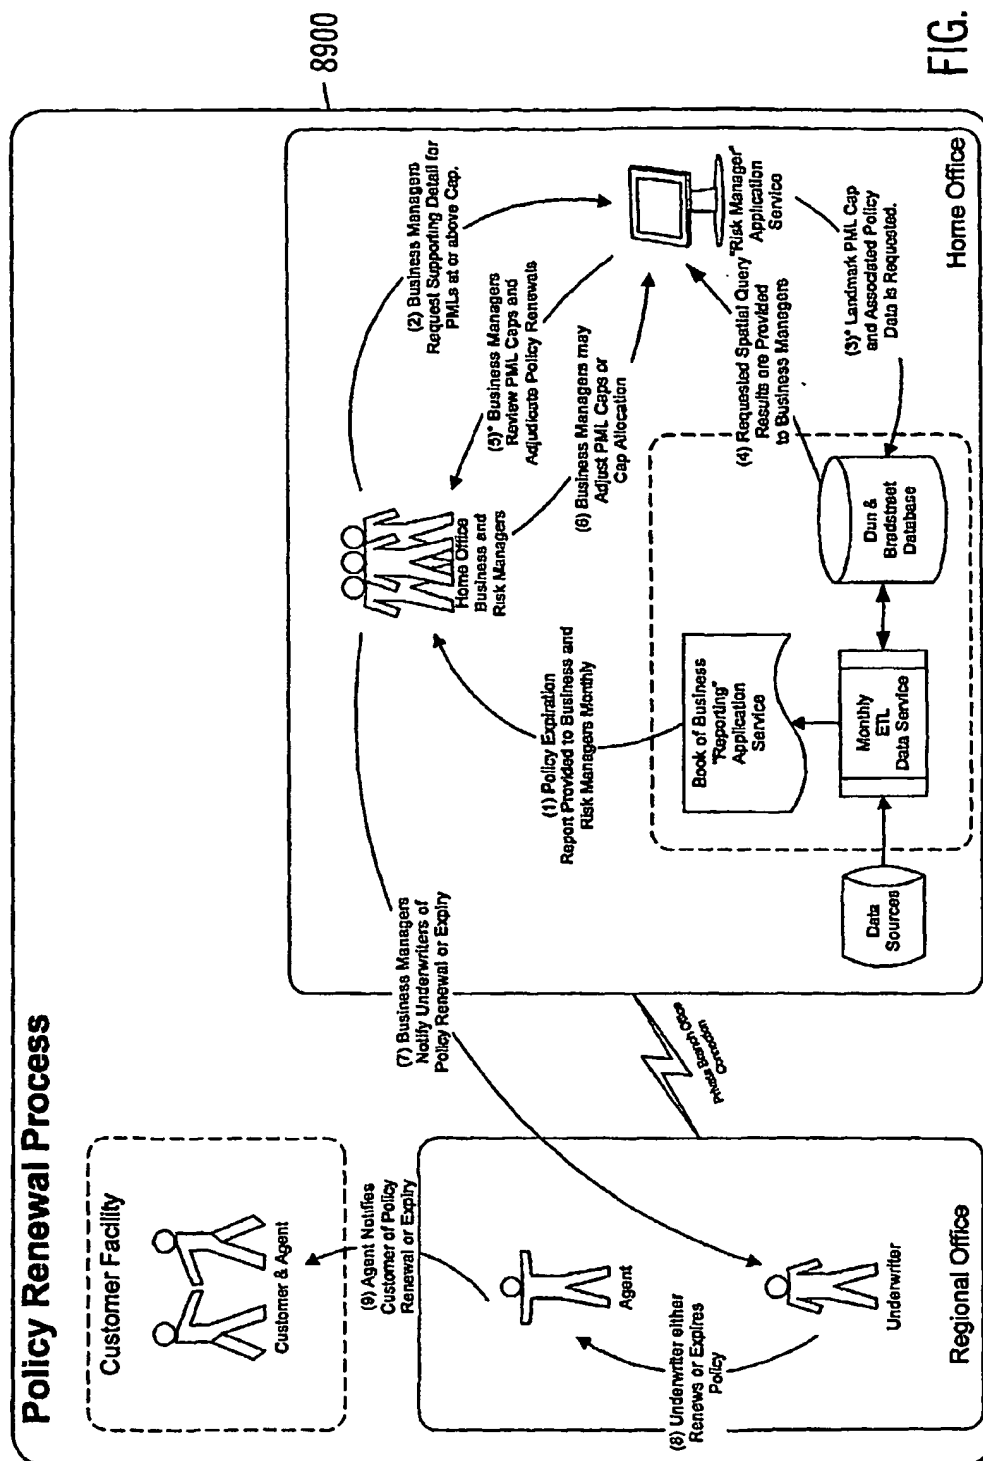 Policy Renewal Process
8900
Customer Facility
Customer & Agent
(9) Agent Notifies
Customer of Policy
Renewal or Expiry
Agent
(8) Underwriter either
Renews or Expires
Policy
Underwriter
Regional Office
(7) Business Managers
Notify Underwriters of
Policy Renewal or Expiry
Private Branch Office
Connection
Home Office
Business and
Risk Managers
(1) Policy Expiration
Report Provided to Business and
Risk Managers Monthly
(2) Business Managers
Request Supporting Detail for
PMLs at or above Cap.
(5)* Business Managers
Review PML Caps and
Adjudicate Policy Renewals
(6) Business Managers may
Adjust PML Caps or
Cap Allocation
"Risk Manager"
Application
Service
(4) Requested Spatial Query
Results are Provided
to Business Managers
(3)* Landmark PML Cap
and Associated Policy
Data is Requested.
Book of Business
"Reporting"
Application
Service
Data
Sources
Monthly
ETL
Data Service
Dun &
Bradstreet
Database
Home Office
FIG.